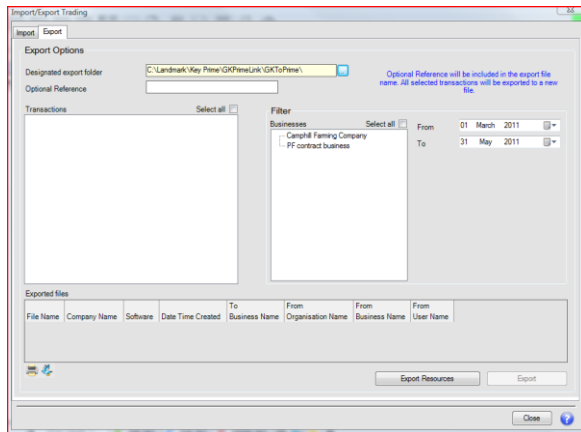 Import/Export Trading
Import Export
Export Options
Designated export folder C:\Landmark\Key Prime\GKPrimeLink\GKToPrime\
Optional Reference will be included in the export file
name. All selected transactions will be exported to a new
file.
Optional Reference
Transactions Select all
Filter
Businesses Select all
From 01 March 2011
Camphill Farming Company
To 31 May 2011
PF contract business
Exported files
File Name Company Name Software Date Time Created To Business Name From Organisation Name From Business Name From User Name
Export Resources Export
Close